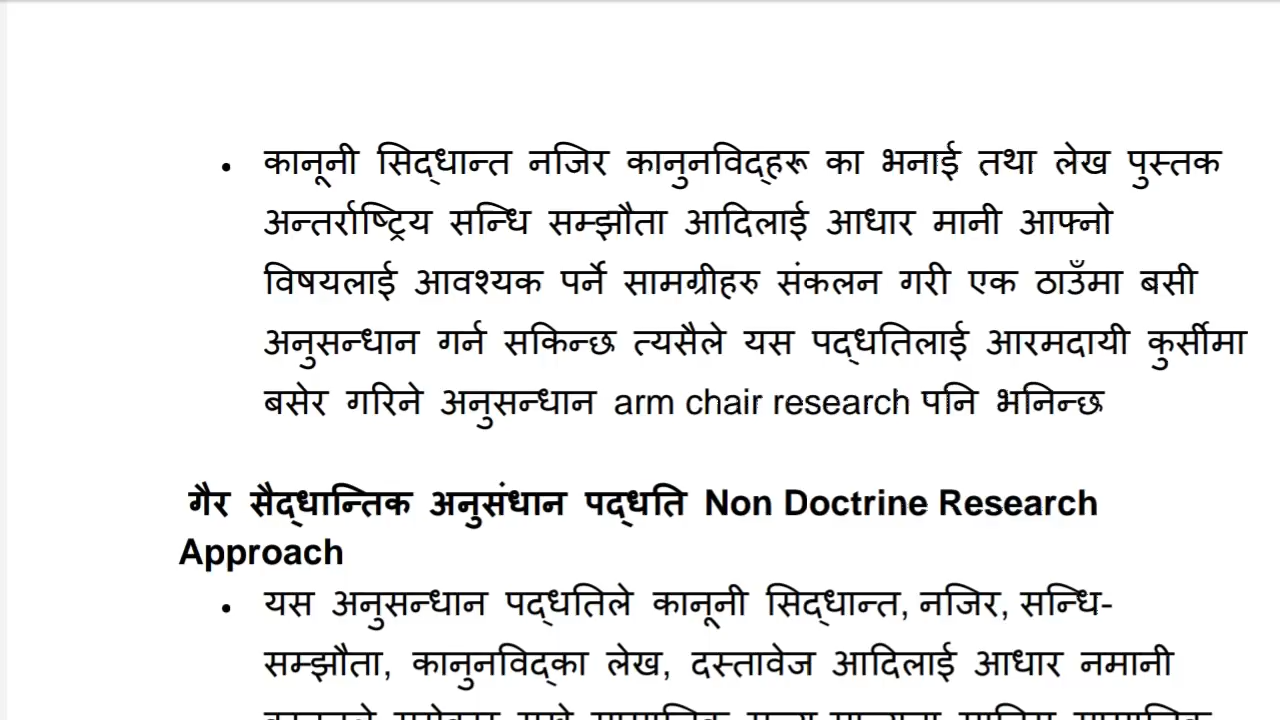 • कानूनी सिद्धान्त नजिर कानुनविद्हरू का भनाई तथा लेख पुस्तक
अन्तर्राष्ट्रिय सन्धि सम्झौता आदिलाई आधार मानी आफ्नो
विषयलाई आवश्यक पर्ने सामग्रीहरु संकलन गरी एक ठाउँमा बसी
अनुसन्धान गर्न सकिन्छ त्यसैले यस पद्धतिलाई आरमदायी कुर्सीमा
बसेर गरिने अनुसन्धान arm chair research पनि भनिन्छ
गैर सैद्धान्तिक अनुसंधान पद्धति Non Doctrine Research
Approach
• यस अनुसन्धान पद्धतिले कानूनी सिद्धान्त, नजिर, सन्धि-
सम्झौता, कानुनविद्का लेख, दस्तावेज आदिलाई आधार नमानी